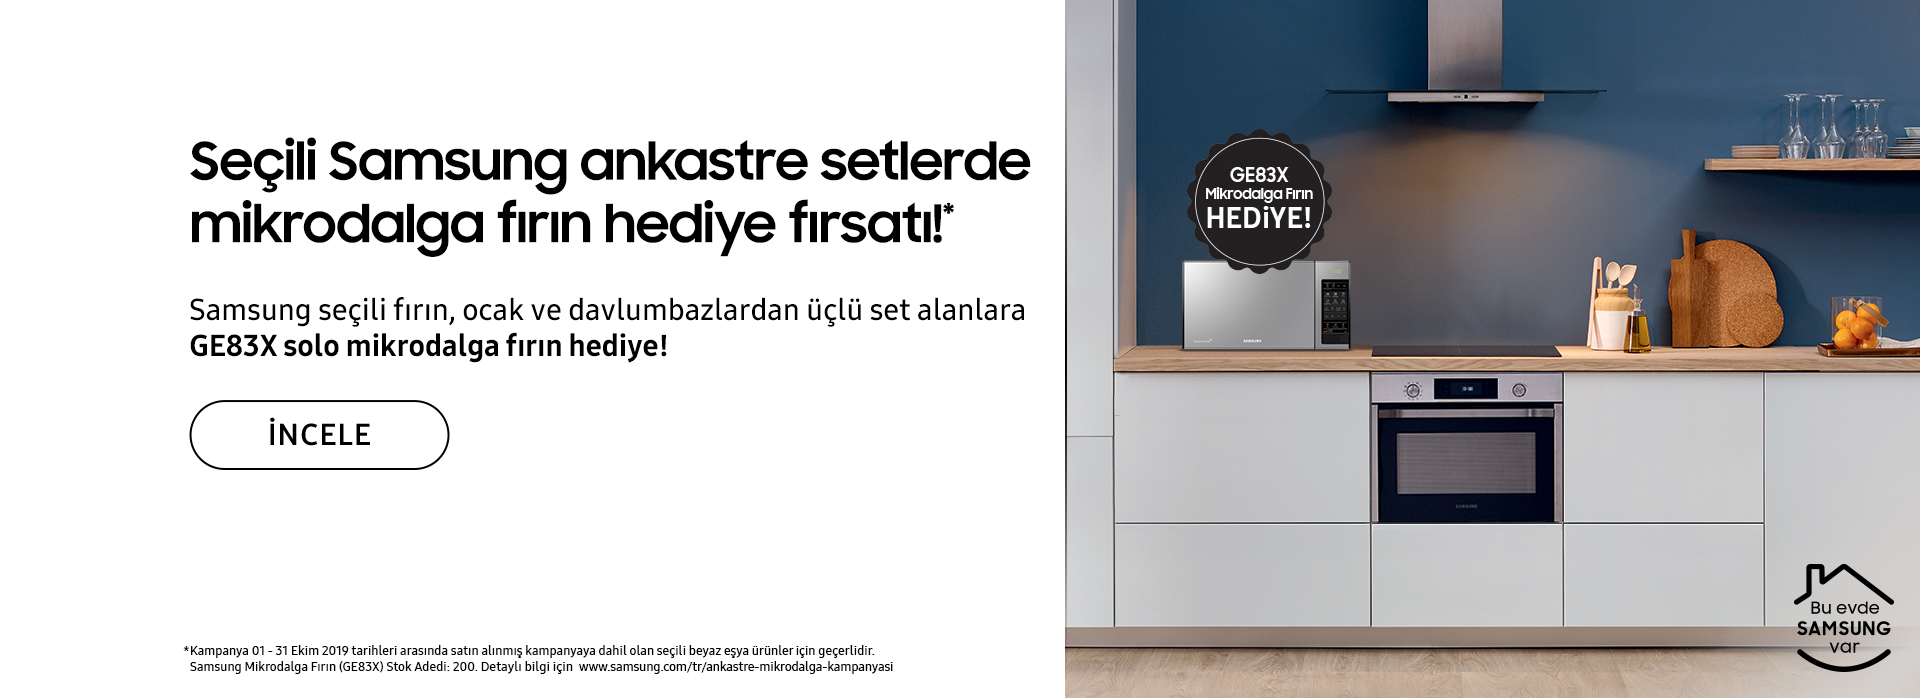 Seçili Samsung ankastre setlerde
mikrodalga fırın hediye fırsatı!*
Samsung seçili fırın, ocak ve davlumbazlardan üçlü set alanlara
GE83X solo mikrodalga fırın hediye!
İNCELE
*Kampanya 01 - 31 Ekim 2019 tarihleri arasında satın alınmış kampanyaya dahil olan seçili beyaz eşya ürünler için geçerlidir.
Samsung Mikrodalga Fırın (GE83X) Stok Adedi: 200. Detaylı bilgi için www.samsung.com/tr/ankastre-mikrodalga-kampanyasi
GE83X
Mikrodalga Fırın
HEDİYE!
SAMSUNG
SAMSUNG
Bu evde
SAMSUNG
var